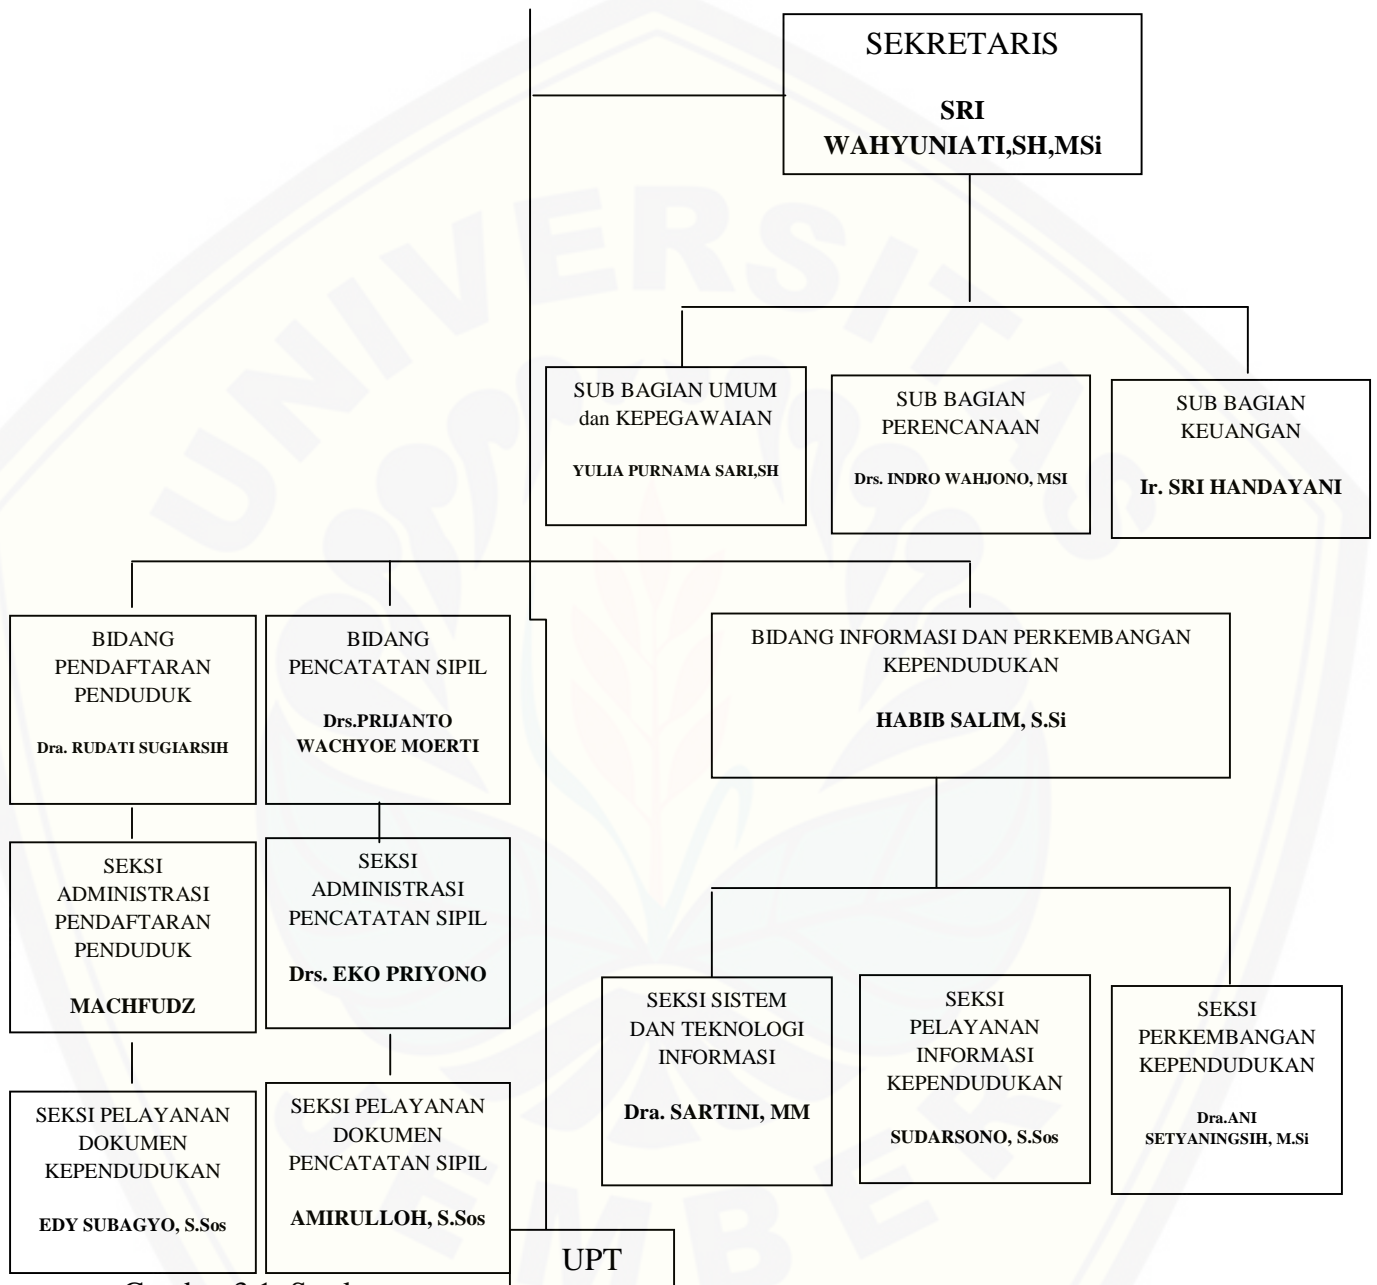 SEKRETARIS
SRI
WAHYUNIATI,SH,MSi
SUB BAGIAN UMUM
dan KEPEGAWAIAN
YULIA PURNAMA SARI,SH
SUB BAGIAN
PERENCANAAN
Drs. INDRO WAHJONO, MSI
SUB BAGIAN
KEUANGAN
Ir. SRI HANDAYANI
BIDANG
PENDAFTARAN
PENDUDUK
Dra. RUDATI SUGIARSIH
BIDANG
PENCATATAN SIPIL
Drs.PRIJANTO
WACHYOE MOERTI
BIDANG INFORMASI DAN PERKEMBANGAN
KEPENDUDUKAN
HABIB SALIM, S.Si
SEKSI
ADMINISTRASI
PENDAFTARAN
PENDUDUK
MACHFUDZ
SEKSI
ADMINISTRASI
PENCATATAN SIPIL
Drs. EKO PRIYONO
SEKSI SISTEM
DAN TEKNOLOGI
INFORMASI
Dra. SARTINI, MM
SEKSI
PELAYANAN
INFORMASI
KEPENDUDUKAN
SUDARSONO, S.Sos
SEKSI
PERKEMBANGAN
KEPENDUDUKAN
Dra.ANI
SETYANINGSIH, M.Si
SEKSI PELAYANAN
DOKUMEN
KEPENDUDUKAN
EDY SUBAGYO, S.Sos
SEKSI PELAYANAN
DOKUMEN
PENCATATAN SIPIL
AMIRULLOH, S.Sos
UPT
UNIVERSITAS
EMBE